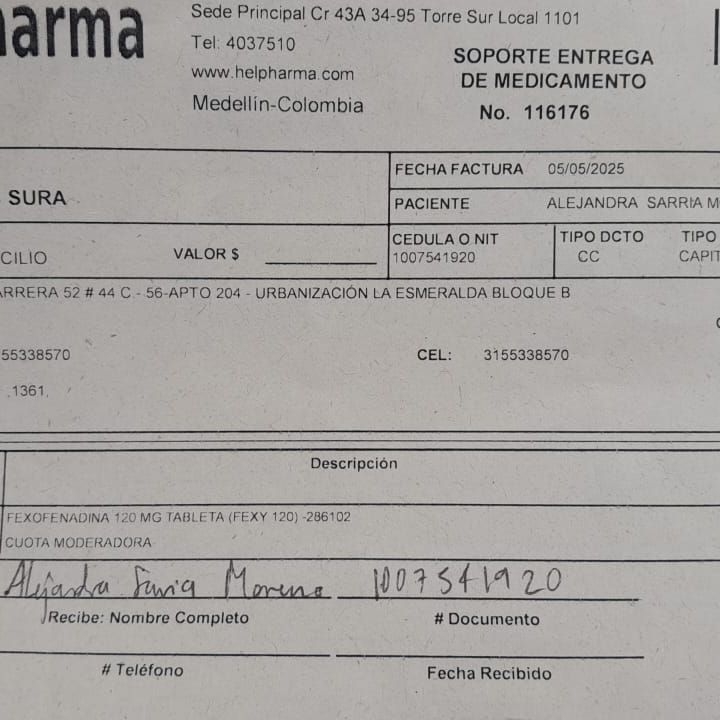 arma
Sede Principal Cr 43A 34-95 Torre Sur Local 1101
Tel: 4037510
www.helpharma.com
Medellín-Colombia
SOPORTE ENTREGA
DE MEDICAMENTO
No. 116176
SURA
FECHA FACTURA 05/05/2025
PACIENTE ALEJANDRA SARRIA M
CILIO VALOR $
CEDULA O NIT TIPO DCTO TIPO
1007541920 CC CAPIT
ARRERA 52 # 44 C - 56-APTO 204 - URBANIZACIÓN LA ESMERALDA BLOQUE B
55338570 CEL: 3155338570
,1361,
Descripción
FEXOFENADINA 120 MG TABLETA (FEXY 120) -286102
CUOTA MODERADORA
Alejandra Sarria Moreno 1007541920
Recibe: Nombre Completo # Documento
# Teléfono Fecha Recibido